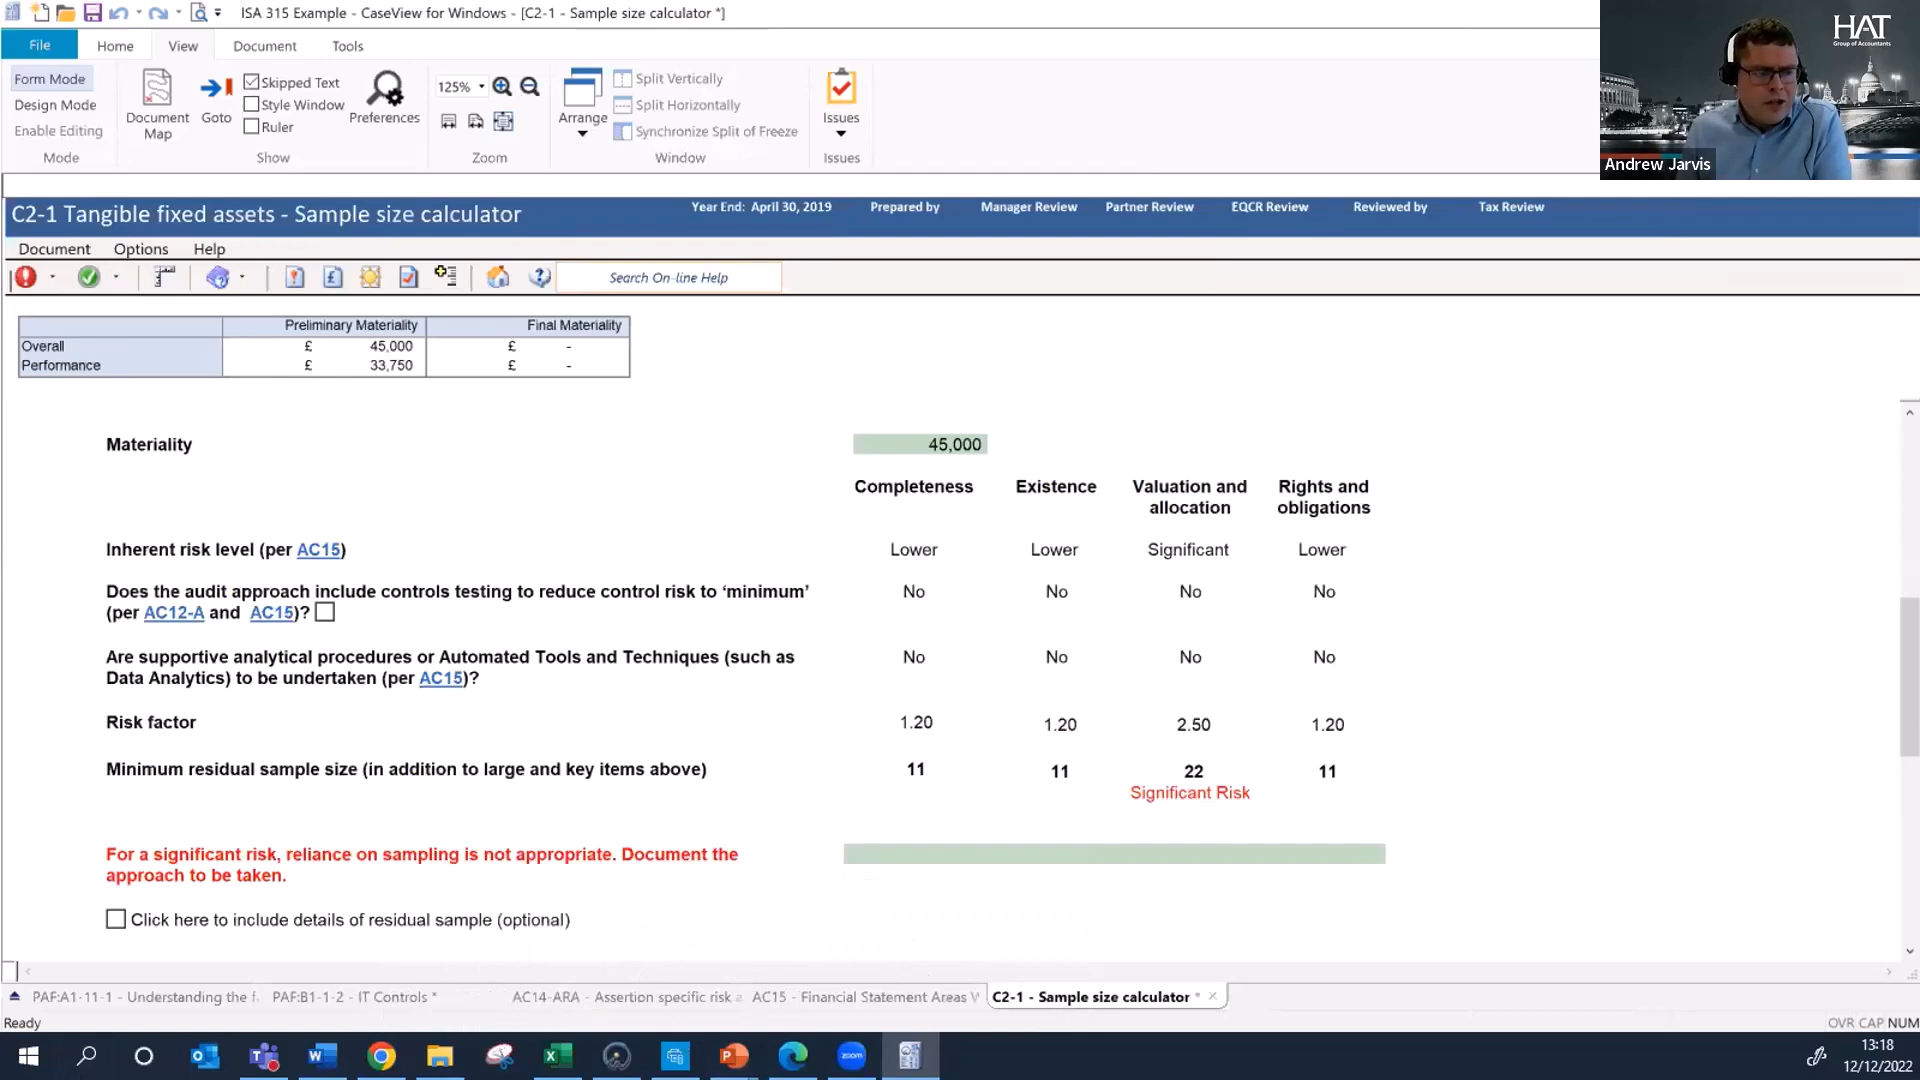 ISA 315 Example - CaseView for Windows - [C2-1 - Sample size calculator *]
File Home View Document Tools
Form Mode
Design Mode
Enable Editing
Mode
Document Map
Goto
Skipped Text
Style Window
Ruler
Preferences
Show
125%
Zoom
Arrange
Split Vertically
Split Horizontally
Synchronize Split of Freeze
Window
Issues
Issues
HAT
Group of Accountants
Andrew Jarvis
C2-1 Tangible fixed assets - Sample size calculator
Year End: April 30, 2019 Prepared by Manager Review Partner Review EQCR Review Reviewed by Tax Review
Document Options Help
Search On-line Help
Preliminary Materiality Final Materiality
Overall £ 45,000 £ -
Performance £ 33,750 £ -
Materiality 45,000
Completeness Existence Valuation and allocation Rights and obligations
Inherent risk level (per AC15) Lower Lower Significant Lower
Does the audit approach include controls testing to reduce control risk to ‘minimum’ No No No No
(per AC12-A and AC15)?
Are supportive analytical procedures or Automated Tools and Techniques (such as No No No No
Data Analytics) to be undertaken (per AC15)?
Risk factor 1.20 1.20 2.50 1.20
Minimum residual sample size (in addition to large and key items above) 11 11 22 11
Significant Risk
For a significant risk, reliance on sampling is not appropriate. Document the
approach to be taken.
Click here to include details of residual sample (optional)
PAF:A1-11-1 - Understanding the f PAF:B1-1-2 - IT Controls * AC14-ARA - Assertion specific risk a AC15 - Financial Statement Areas C2-1 - Sample size calculator *
Ready
OVR CAP NUM
zoom
13:18
12/12/2022